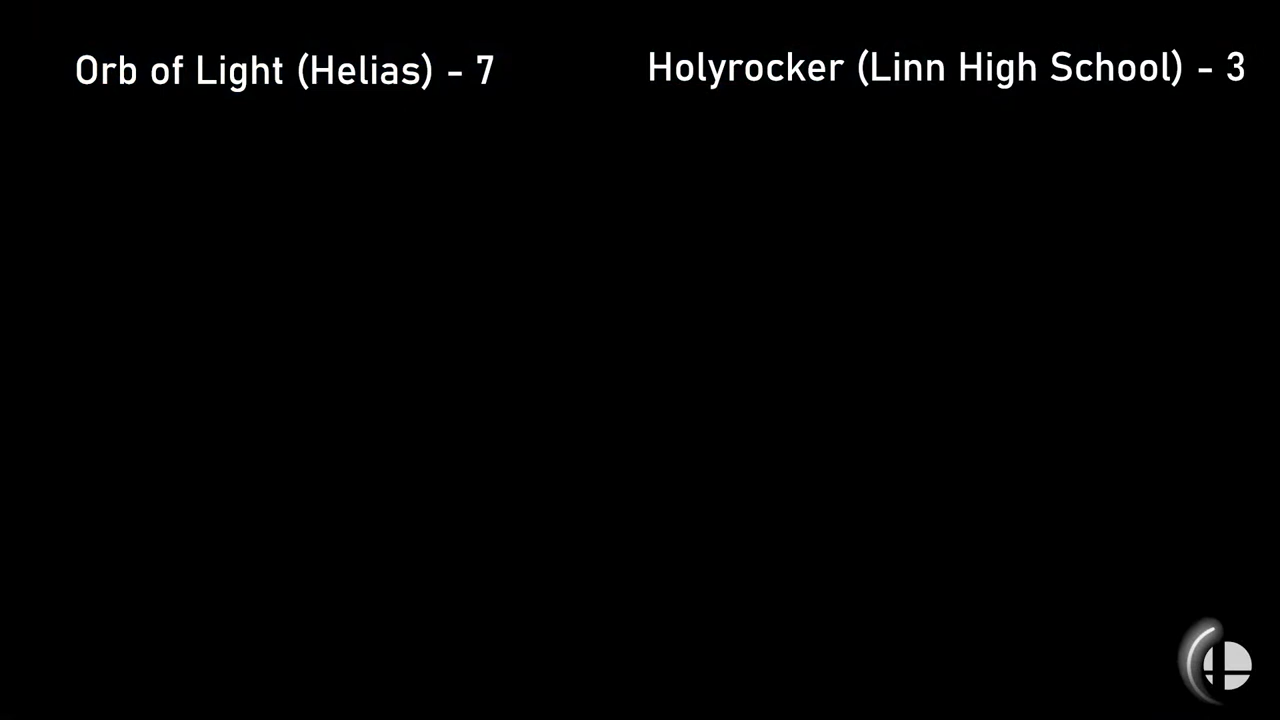 Orb of Light (Helias) - 7
Holyrocker (Linn High School) - 3